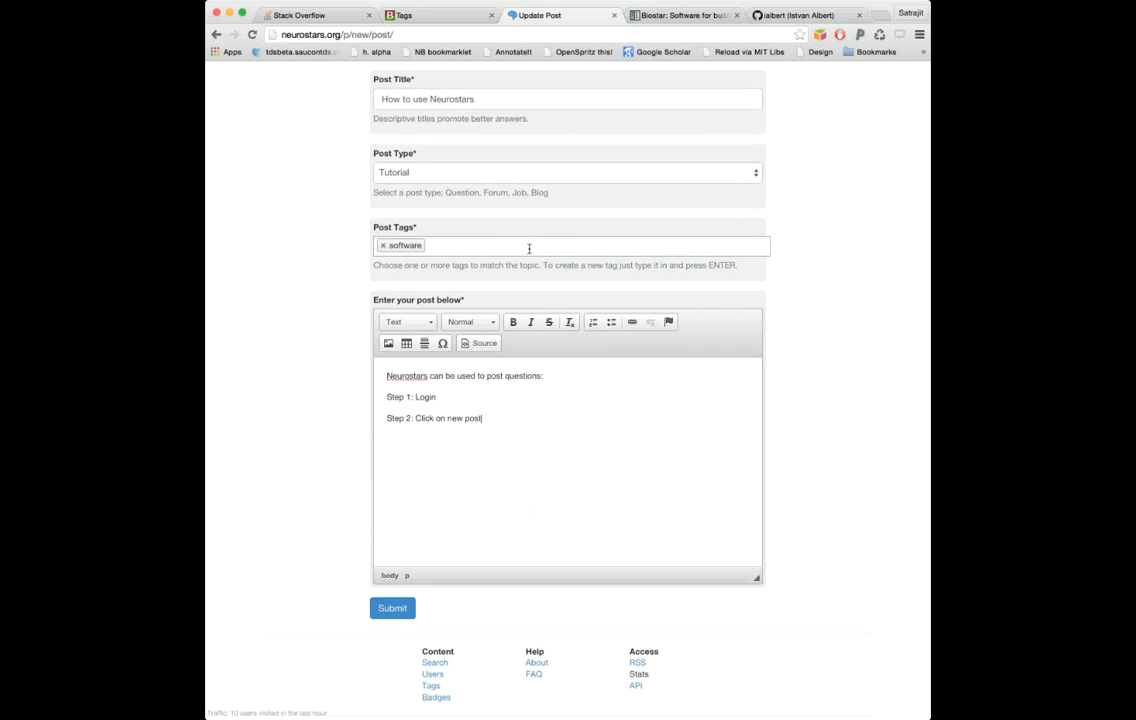 Stack Overflow
Tags
Update Post
Biostar: Software for buil
ialbert (Istvan Albert)
Satrajit
neurostars.org/p/new/post/
Apps
tdsbeta.saucontds.com
h. alpha
NB bookmarklet
AnnotateIt
OpenSpritz this!
Google Scholar
Reload via MIT Libs
Design
Bookmarks
»
Post Title*
How to use Neurostars
Descriptive titles promote better answers.
Post Type*
Tutorial
Select a post type: Question, Forum, Job, Blog
Post Tags*
× software
Choose one or more tags to match the topic. To create a new tag just type it in and press ENTER.
Enter your post below*
Text
Normal
B I S Tx
Ω
Source
Neurostars can be used to post questions:
Step 1: Login
Step 2: Click on new post
body p
Submit
Content
Help
Access
Search
About
RSS
Users
FAQ
Stats
Tags
API
Badges
Traffic: 10 users visited in the last hour